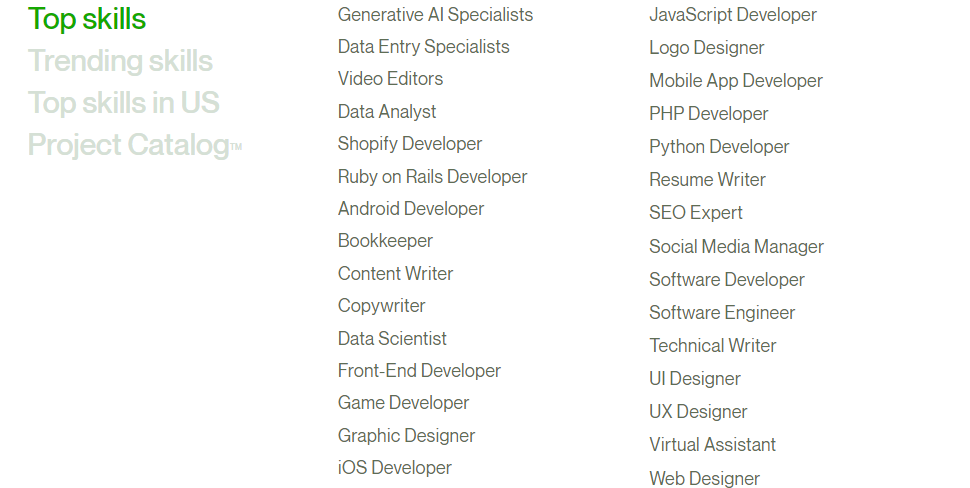 Top skills
Trending skills
Top skills in US
Project Catalog™
Generative AI Specialists
Data Entry Specialists
Video Editors
Data Analyst
Shopify Developer
Ruby on Rails Developer
Android Developer
Bookkeeper
Content Writer
Copywriter
Data Scientist
Front-End Developer
Game Developer
Graphic Designer
iOS Developer
JavaScript Developer
Logo Designer
Mobile App Developer
PHP Developer
Python Developer
Resume Writer
SEO Expert
Social Media Manager
Software Developer
Software Engineer
Technical Writer
UI Designer
UX Designer
Virtual Assistant
Web Designer